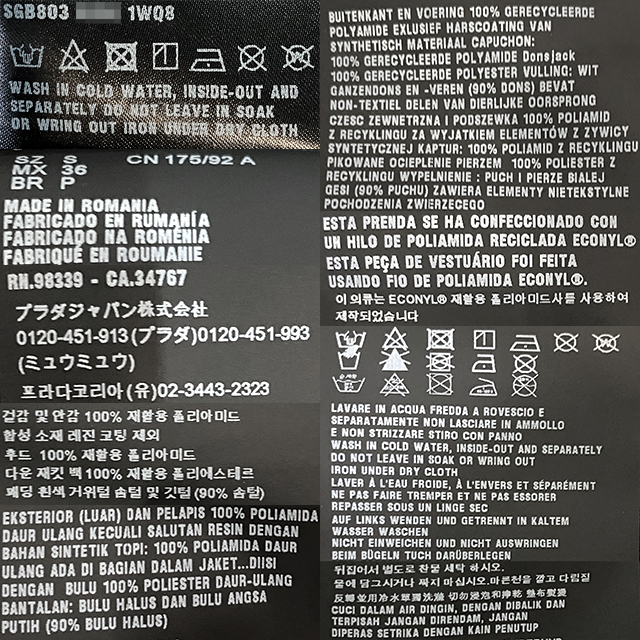 SGB803 1WQ8
WASH IN COLD WATER, INSIDE-OUT AND
SEPARATELY DO NOT LEAVE IN SOAK
OR WRING OUT IRON UNDER DRY CLOTH
SZ S CN 175/92 A
MX 36
BR P
MADE IN ROMANIA
FABRICADO EN RUMANÍA
FABRICADO NA ROMÉNIA
FABRIQUÉ EN ROUMANIE
RN.98339 - CA.34767
プラダジャパン株式会社
0120-451-913(プラダ)0120-451-993
(ミュウミュウ)
프라다코리아(유)02-3443-2323
겉감 및 안감 100% 재활용 폴리아미드
합성 소재 레진 코팅 제외
후드 100% 재활용 폴리아미드
다운 재킷 백 100% 재활용 폴리에스테르
패딩 흰색 거위털 솜털 및 깃털 (90% 솜털)
EKSTERIOR (LUAR) DAN PELAPIS 100% POLIAMIDA
DAUR ULANG KECUALI SALUTAN RESIN DENGAN
BAHAN SINTETIK TOPI: 100% POLIAMIDA DAUR
ULANG ADA DI BAGIAN DALAM JAKET...DIISI
DENGAN BULU 100% POLIESTER DAUR-ULANG
BANTALAN: BULU HALUS DAN BULU ANGSA
PUTIH (90% BULU HALUS)
BUITENKANT EN VOERING 100% GERECYCLEERDE
POLYAMIDE EXLUSIEF HARSCOATING VAN
SYNTHETISCH MATERIAAL CAPUCHON:
100% GERECYCLEERDE POLYAMIDE Donsjack
100% GERECYCLEERDE POLYESTER VULLING: WIT
GANZENDONS EN -VEREN (90% DONS) BEVAT
NON-TEXTIEL DELEN VAN DIERLIJKE OORSPRONG
CZESC ZEWNETRZNA I PODSZEWKA 100% POLIAMID
Z RECYKLINGU ZA WYJATKIEM ELEMENTÓW Z ZYWICY
SYNTETYCZNEJ KAPTUR: 100% POLIAMID Z RECYKLINGU
PIKOWANE OCIEPLENIE PIERZEM 100% POLIESTER Z
RECYKLINGU WYPELNIENIE : PUCH I PIERZE BIALEJ
GESI (90% PUCHU) ZAWIERA ELEMENTY NIETEKSTYLNE
POCHODZENIA ZWIERZECEGO
ESTA PRENDA SE HA CONFECCIONADO CON
UN HILO DE POLIAMIDA RECICLADA ECONYL®
ESTA PEÇA DE VESTUÁRIO FOI FEITA
USANDO FIO DE POLIAMIDA ECONYL®.
이 의류는 ECONYL® 재활용 폴리아미드사를 사용하여
제작되었습니다
LAVARE IN ACQUA FREDDA A ROVESCIO E
SEPARATAMENTE NON LASCIARE IN AMMOLLO
E NON STRIZZARE STIRO CON PANNO
WASH IN COLD WATER, INSIDE-OUT AND SEPARATELY
DO NOT LEAVE IN SOAK OR WRING OUT
IRON UNDER DRY CLOTH
LAVER À L'EAU FROIDE, À L'ENVERS ET SÉPARÉMENT
NE PAS FAIRE TREMPER ET NE PAS ESSORER
REPASSER SOUS UN LINGE SEC
AUF LINKS WENDEN UND GETRENNT IN KALTEM
WASSER WASCHEN
NICHT EINWEICHEN UND NICHT AUSWRINGEN
BEIM BÜGELN TUCH DARÜBERLEGEN
뒤집어서 별도로 찬물 세탁 하시오.
물에 담그시거나 짜지 마십시오.마른천을 깔고 다림질
CUCI DALAM AIR DINGIN, DENGAN DIBALIK DAN
TERPISAH JANGAN DIRENDAM, JANGAN
DIPERAS SETRIKA DENGAN KAIN PENUTUP